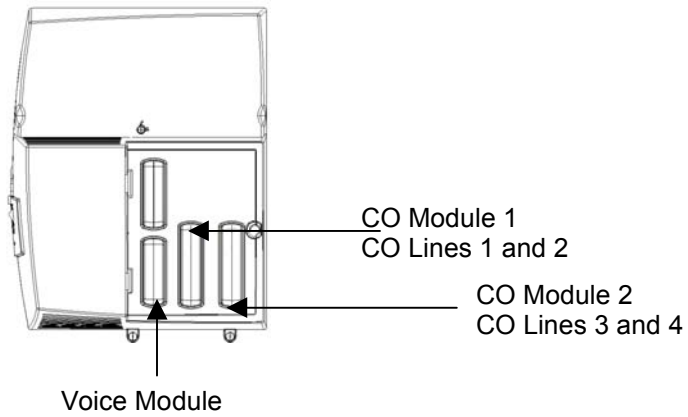 CO Module 1
CO Lines 1 and 2
CO Module 2
CO Lines 3 and 4
Voice Module